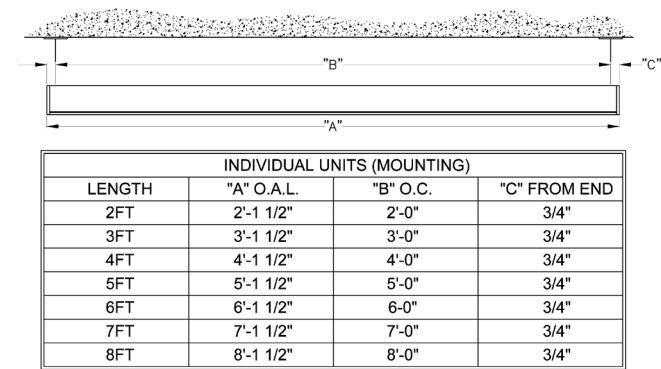 "B"
"C"
"A"
INDIVIDUAL UNITS (MOUNTING)
LENGTH "A" O.A.L. "B" O.C. "C" FROM END
2FT 2'-1 1/2" 2'-0" 3/4"
3FT 3'-1 1/2" 3'-0" 3/4"
4FT 4'-1 1/2" 4'-0" 3/4"
5FT 5'-1 1/2" 5'-0" 3/4"
6FT 6'-1 1/2" 6-0" 3/4"
7FT 7'-1 1/2" 7'-0" 3/4"
8FT 8'-1 1/2" 8'-0" 3/4"